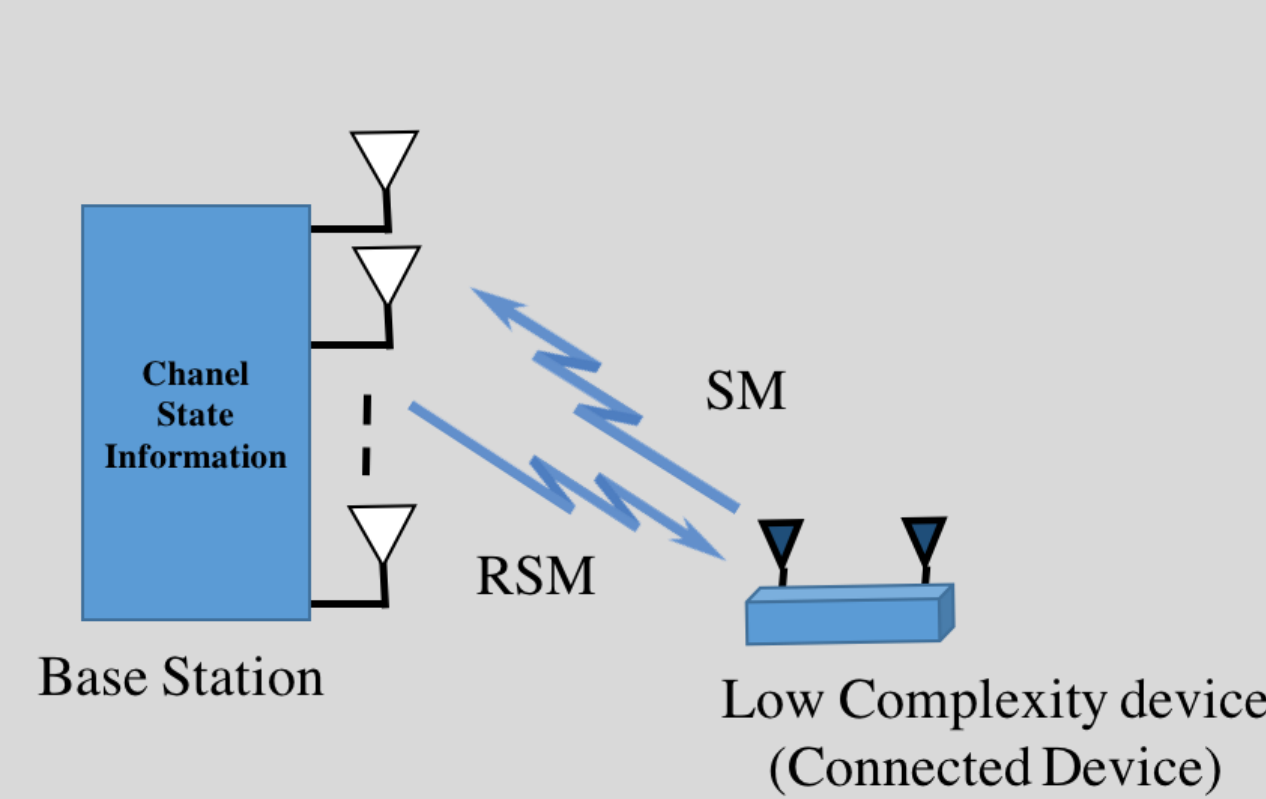 Chanel
State
Information
SM
RSM
Base Station
Low Complexity device
(Connected Device)